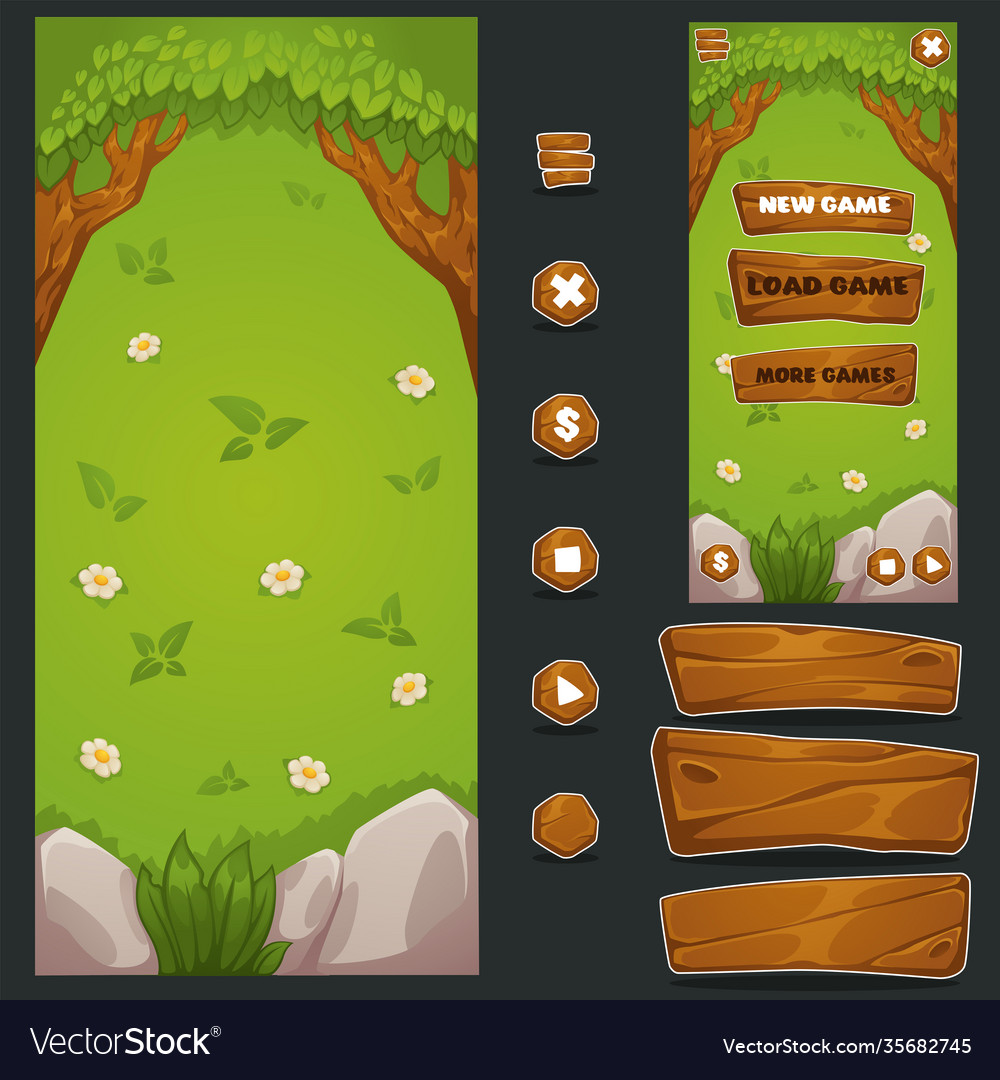 NEW GAME
LOAD GAME
MORE GAMES
$
$
VectorStock®
VectorStock.com/35682745